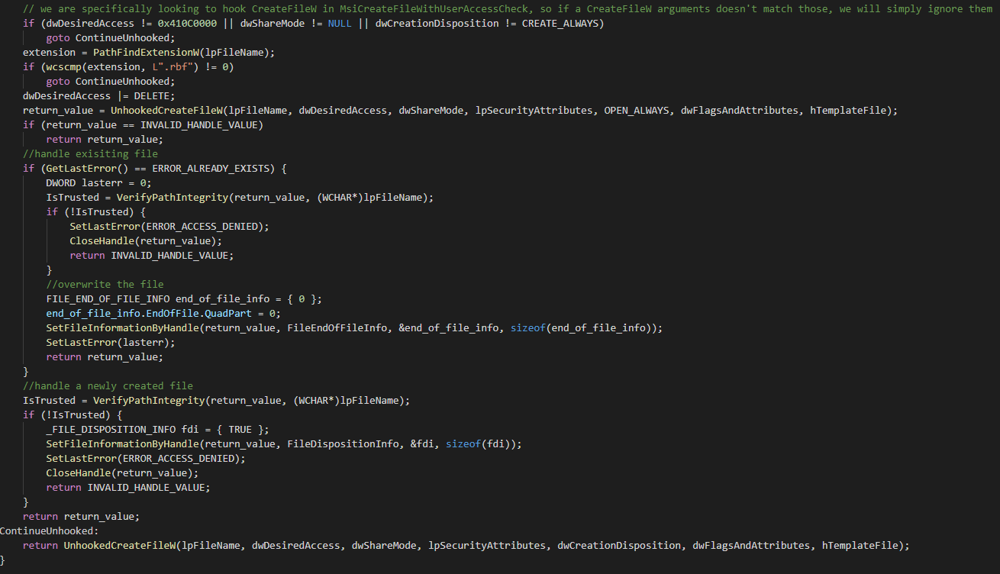 // we are specifically looking to hook CreateFileW in MsiCreateFileWithUserAccessCheck, so if a CreateFileW arguments doesn't match those, we will simply ignore them
if (dwDesiredAccess != 0x410C0000 || dwShareMode != NULL || dwCreationDisposition != CREATE_ALWAYS)
goto ContinueUnhooked;
extension = PathFindExtensionW(lpFileName);
if (wcscmp(extension, L".rbf") != 0)
goto ContinueUnhooked;
dwDesiredAccess |= DELETE;
return_value = UnhookedCreateFileW(lpFileName, dwDesiredAccess, dwShareMode, lpSecurityAttributes, OPEN_ALWAYS, dwFlagsAndAttributes, hTemplateFile);
if (return_value == INVALID_HANDLE_VALUE)
return return_value;
//handle exisiting file
if (GetLastError() == ERROR_ALREADY_EXISTS) {
DWORD lasterr = 0;
IsTrusted = VerifyPathIntegrity(return_value, (WCHAR*)lpFileName);
if (!IsTrusted) {
SetLastError(ERROR_ACCESS_DENIED);
CloseHandle(return_value);
return INVALID_HANDLE_VALUE;
}
//overwrite the file
FILE_END_OF_FILE_INFO end_of_file_info = { 0 };
end_of_file_info.EndOfFile.QuadPart = 0;
SetFileInformationByHandle(return_value, FileEndOfFileInfo, &end_of_file_info, sizeof(end_of_file_info));
SetLastError(lasterr);
return return_value;
}
//handle a newly created file
IsTrusted = VerifyPathIntegrity(return_value, (WCHAR*)lpFileName);
if (!IsTrusted) {
_FILE_DISPOSITION_INFO fdi = { TRUE };
SetFileInformationByHandle(return_value, FileDispositionInfo, &fdi, sizeof(fdi));
SetLastError(ERROR_ACCESS_DENIED);
CloseHandle(return_value);
return INVALID_HANDLE_VALUE;
}
return return_value;
ContinueUnhooked:
return UnhookedCreateFileW(lpFileName, dwDesiredAccess, dwShareMode, lpSecurityAttributes, dwCreationDisposition, dwFlagsAndAttributes, hTemplateFile);
}